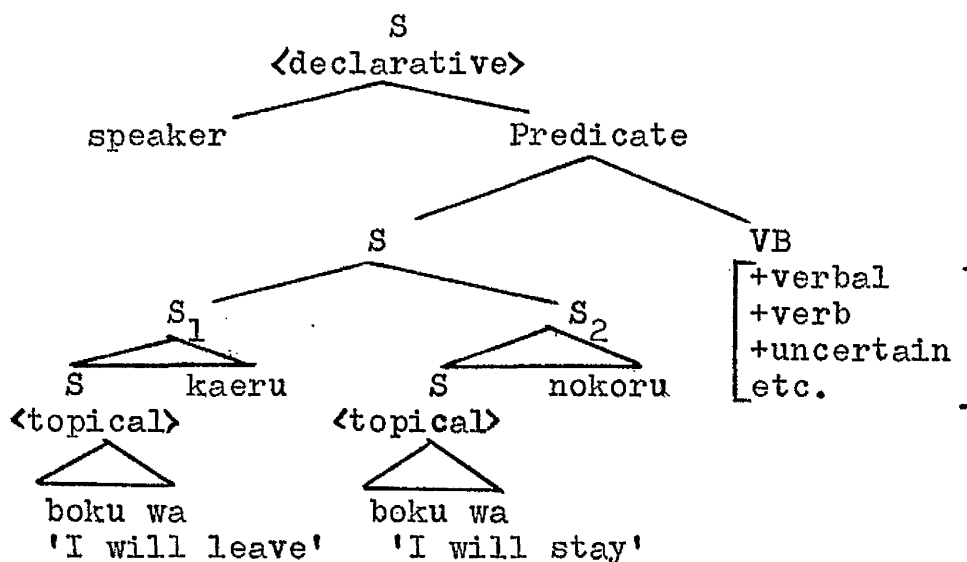 S
<declarative>
speaker Predicate
S VB
+verbal
+verb
+uncertain
etc.
S1 S2
S kaeru S nokoru
<topical> <topical>
boku wa boku wa
'I will leave' 'I will stay'